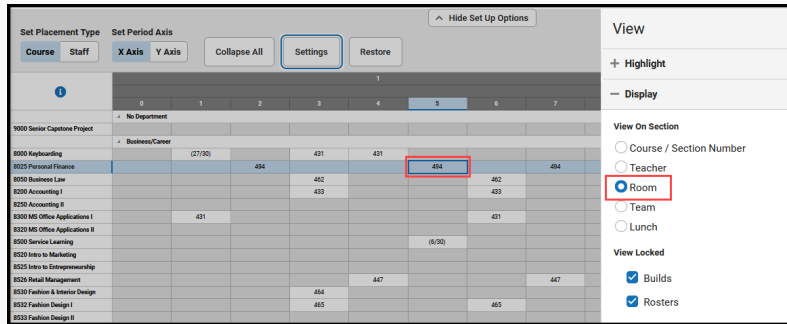 Hide Set Up Options
Set Placement Type Set Period Axis
Course Staff X Axis Y Axis Collapse All Settings Restore
1
0 1 2 3 4 5 6 7
No Department
9000 Senior Capstone Project
Business/Career
8000 Keyboarding (27/30) 431 431
8025 Personal Finance 494 494 494
8050 Business Law 462 462
8200 Accounting I 433 433
8250 Accounting II
8300 MS Office Applications I 431 431
8320 MS Office Applications II
8500 Service Learning (6/30)
8520 Intro to Marketing
8525 Intro to Entrepreneurship
8526 Retail Management 447 447
8530 Fashion & Interior Design 464
8532 Fashion Design I 465 465
8533 Fashion Design II
View
Highlight
Display
View On Section
Course / Section Number
Teacher
Room
Team
Lunch
View Locked
Builds
Rosters